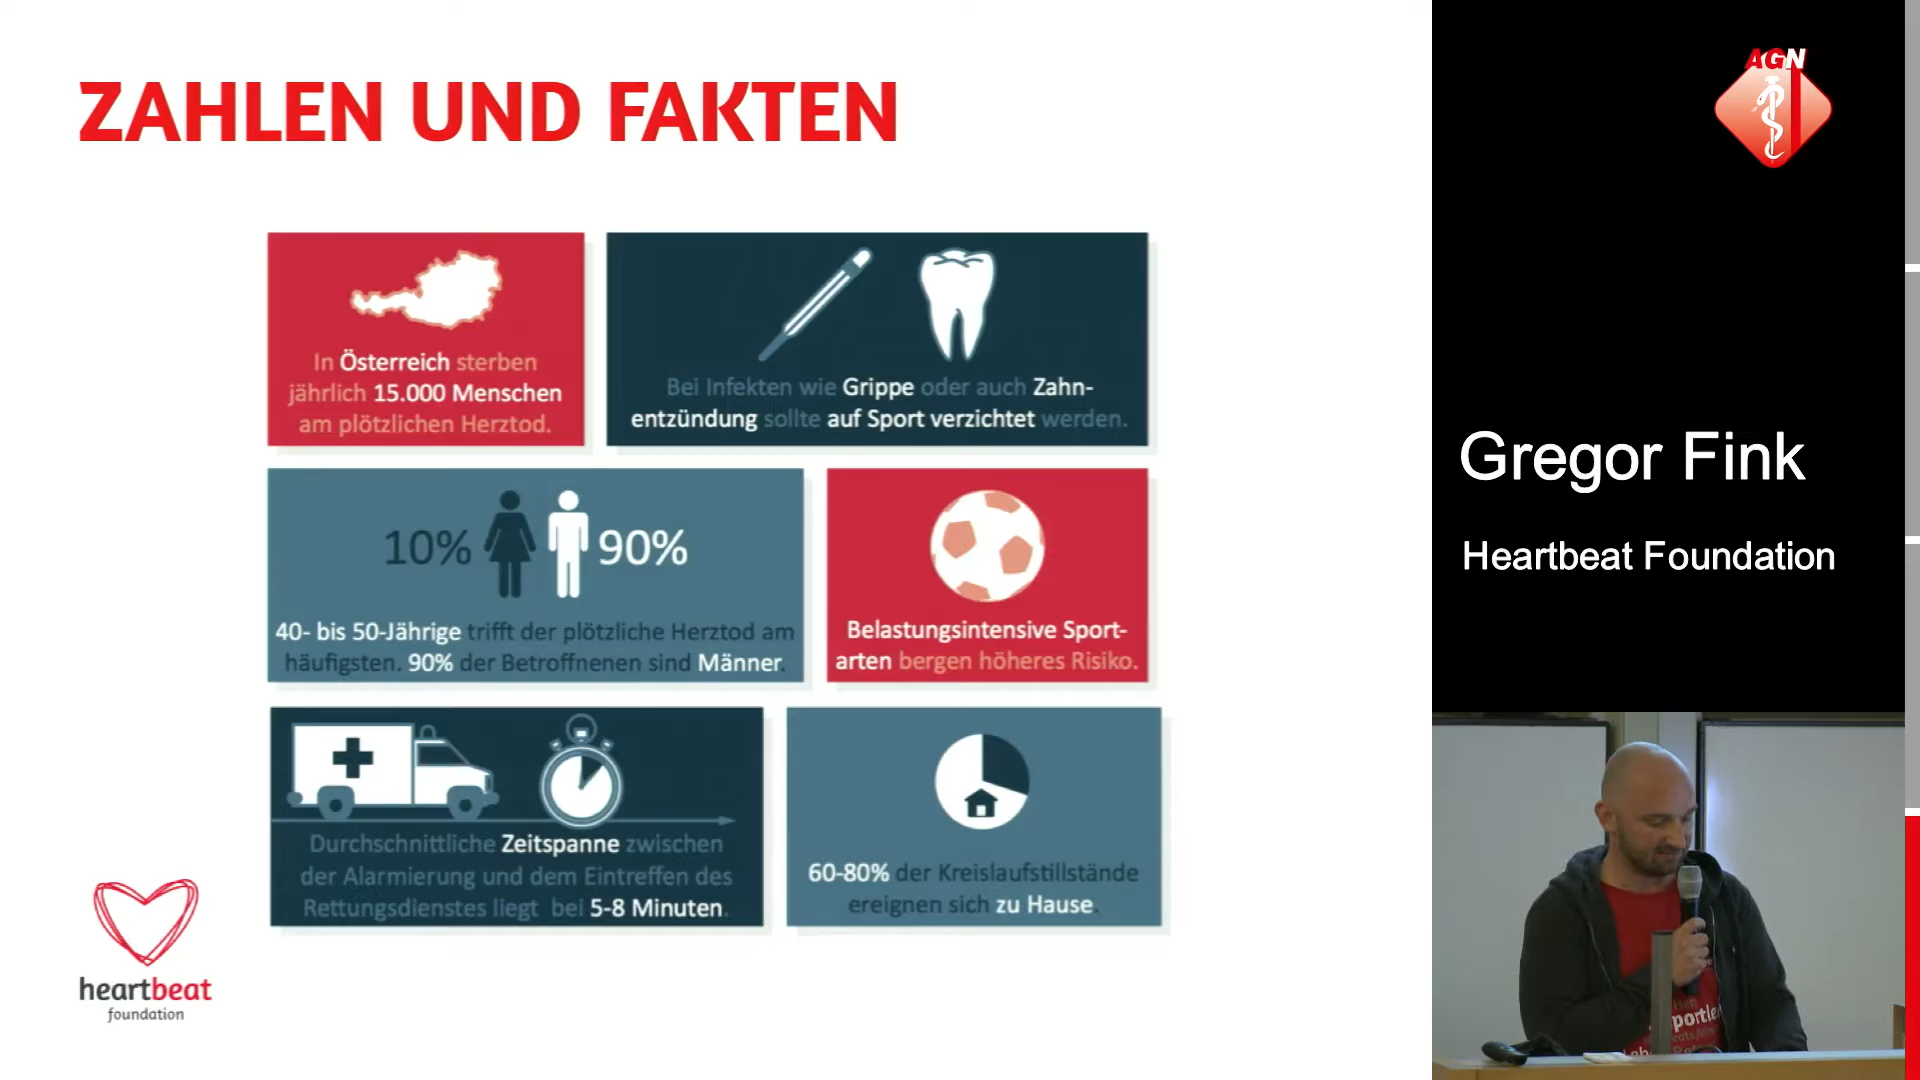 ZAHLEN UND FAKTEN
In Österreich sterben
jährlich 15.000 Menschen
am plötzlichen Herztod.
Bei Infekten wie Grippe oder auch Zahn-
entzündung sollte auf Sport verzichtet werden.
10%
90%
40- bis 50-Jährige trifft der plötzliche Herztod am
häufigsten. 90% der Betroffnenen sind Männer.
Belastungsintensive Sport-
arten bergen höheres Risiko.
Durchschnittliche Zeitspanne zwischen
der Alarmierung und dem Eintreffen des
Rettungsdienstes liegt bei 5-8 Minuten.
60-80% der Kreislaufstillstände
ereignen sich zu Hause.
heartbeat
foundation
AGN
Gregor Fink
Heartbeat Foundation